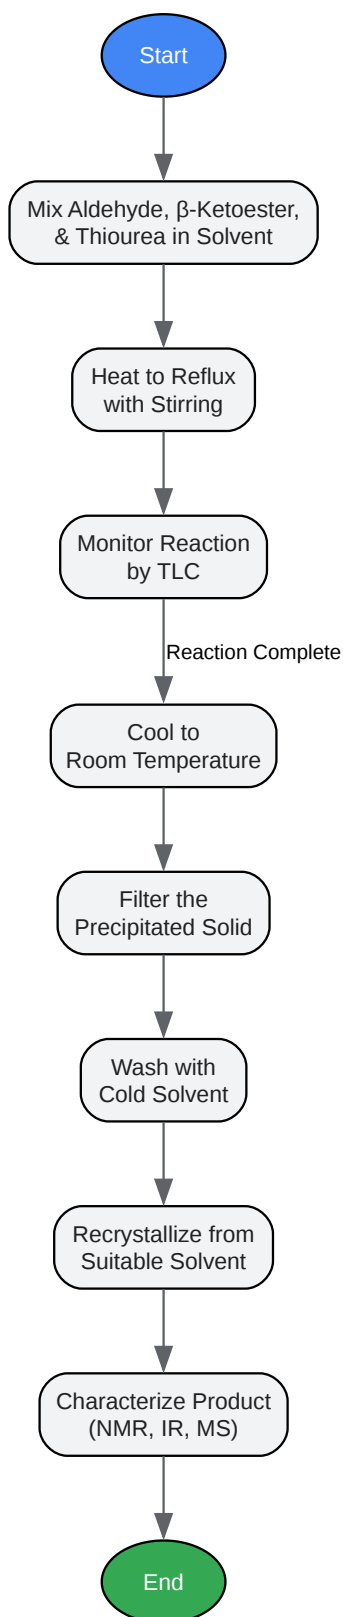 Start
Mix Aldehyde, β-Ketoester,
& Thiourea in Solvent
Heat to Reflux
with Stirring
Monitor Reaction
by TLC
Reaction Complete
Cool to
Room Temperature
Filter the
Precipitated Solid
Wash with
Cold Solvent
Recrystallize from
Suitable Solvent
Characterize Product
(NMR, IR, MS)
End